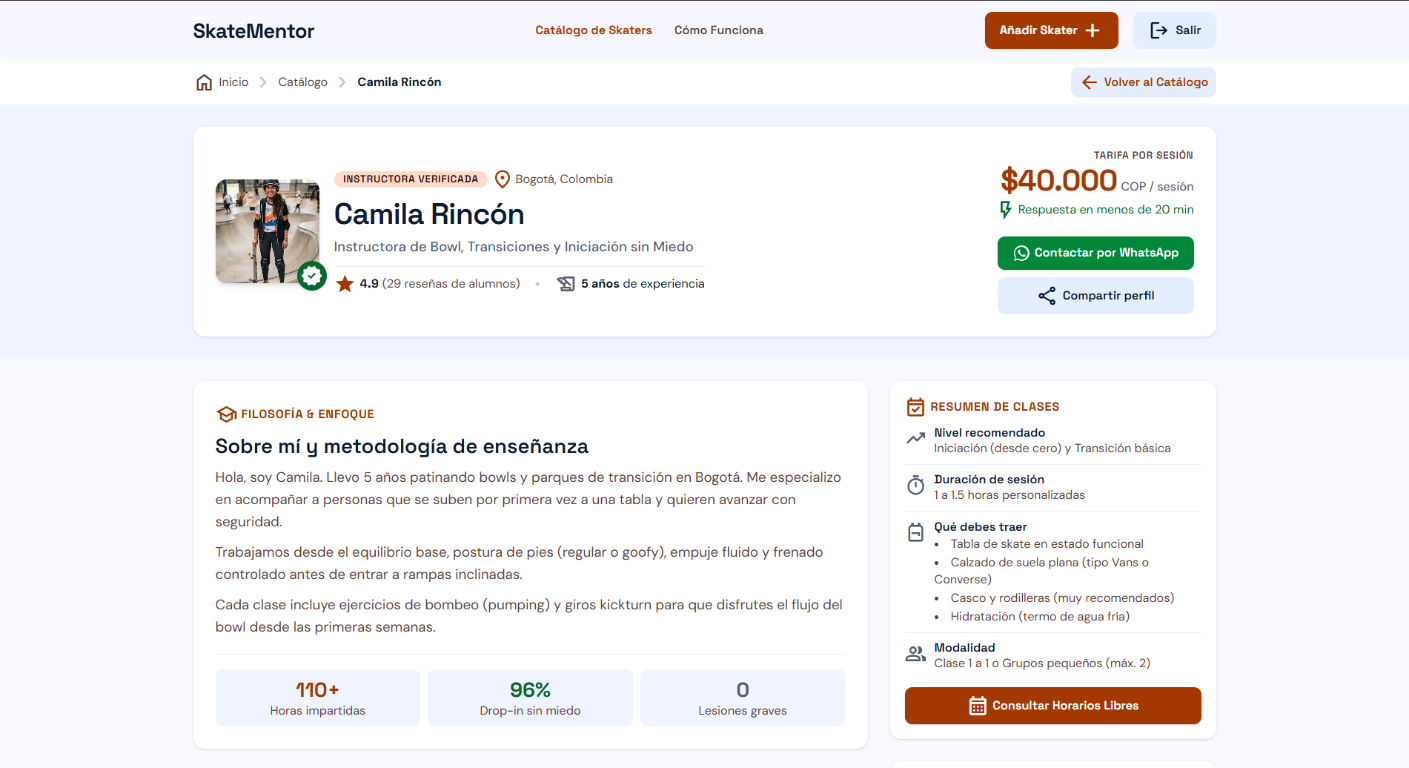 SkateMentor
Catálogo de Skaters
Cómo Funciona
Añadir Skater
Salir
Inicio
Catálogo
Camila Rincón
Volver al Catálogo
INSTRUCTORA VERIFICADA
Bogotá, Colombia
Camila Rincón
Instructora de Bowl, Transiciones y Iniciación sin Miedo
4.9 (29 reseñas de alumnos)
5 años de experiencia
TARIFA POR SESIÓN
$40.000 COP / sesión
Respuesta en menos de 20 min
Contactar por WhatsApp
Compartir perfil
FILOSOFÍA & ENFOQUE
Sobre mí y metodología de enseñanza
Hola, soy Camila. Llevo 5 años patinando bowls y parques de transición en Bogotá. Me especializo
en acompañar a personas que se suben por primera vez a una tabla y quieren avanzar con
seguridad.
Trabajamos desde el equilibrio base, postura de pies (regular o goofy), empuje fluido y frenado
controlado antes de entrar a rampas inclinadas.
Cada clase incluye ejercicios de bombeo (pumping) y giros kickturn para que disfrutes el flujo del
bowl desde las primeras semanas.
110+
Horas impartidas
96%
Drop-in sin miedo
0
Lesiones graves
RESUMEN DE CLASES
Nivel recomendado
Iniciación (desde cero) y Transición básica
Duración de sesión
1 a 1.5 horas personalizadas
Qué debes traer
• Tabla de skate en estado funcional
• Calzado de suela plana (tipo Vans o
Converse)
• Casco y rodilleras (muy recomendados)
• Hidratación (termo de agua fría)
Modalidad
Clase 1 a 1 o Grupos pequeños (máx. 2)
Consultar Horarios Libres